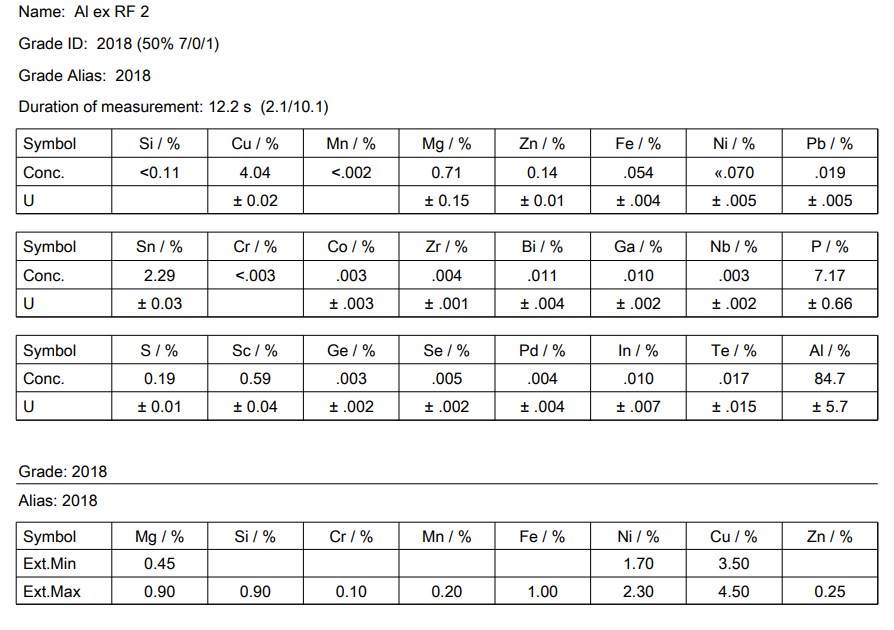 Name: Al ex RF 2
Grade ID: 2018 (50% 7/0/1)
Grade Alias: 2018
Duration of measurement: 12.2 s (2.1/10.1)
Symbol Si / % Cu / % Mn / % Mg / % Zn / % Fe / % Ni / % Pb / %
Conc. <0.11 4.04 <.002 0.71 0.14 .054 «.070 .019
U ± 0.02 ± 0.15 ± 0.01 ± .004 ± .005 ± .005
Symbol Sn / % Cr / % Co / % Zr / % Bi / % Ga / % Nb / % P / %
Conc. 2.29 <.003 .003 .004 .011 .010 .003 7.17
U ± 0.03 ± .003 ± .001 ± .004 ± .002 ± .002 ± 0.66
Symbol S / % Sc / % Ge / % Se / % Pd / % In / % Te / % Al / %
Conc. 0.19 0.59 .003 .005 .004 .010 .017 84.7
U ± 0.01 ± 0.04 ± .002 ± .002 ± .004 ± .007 ± .015 ± 5.7
Grade: 2018
Alias: 2018
Symbol Mg / % Si / % Cr / % Mn / % Fe / % Ni / % Cu / % Zn / %
Ext.Min 0.45 1.70 3.50
Ext.Max 0.90 0.90 0.10 0.20 1.00 2.30 4.50 0.25